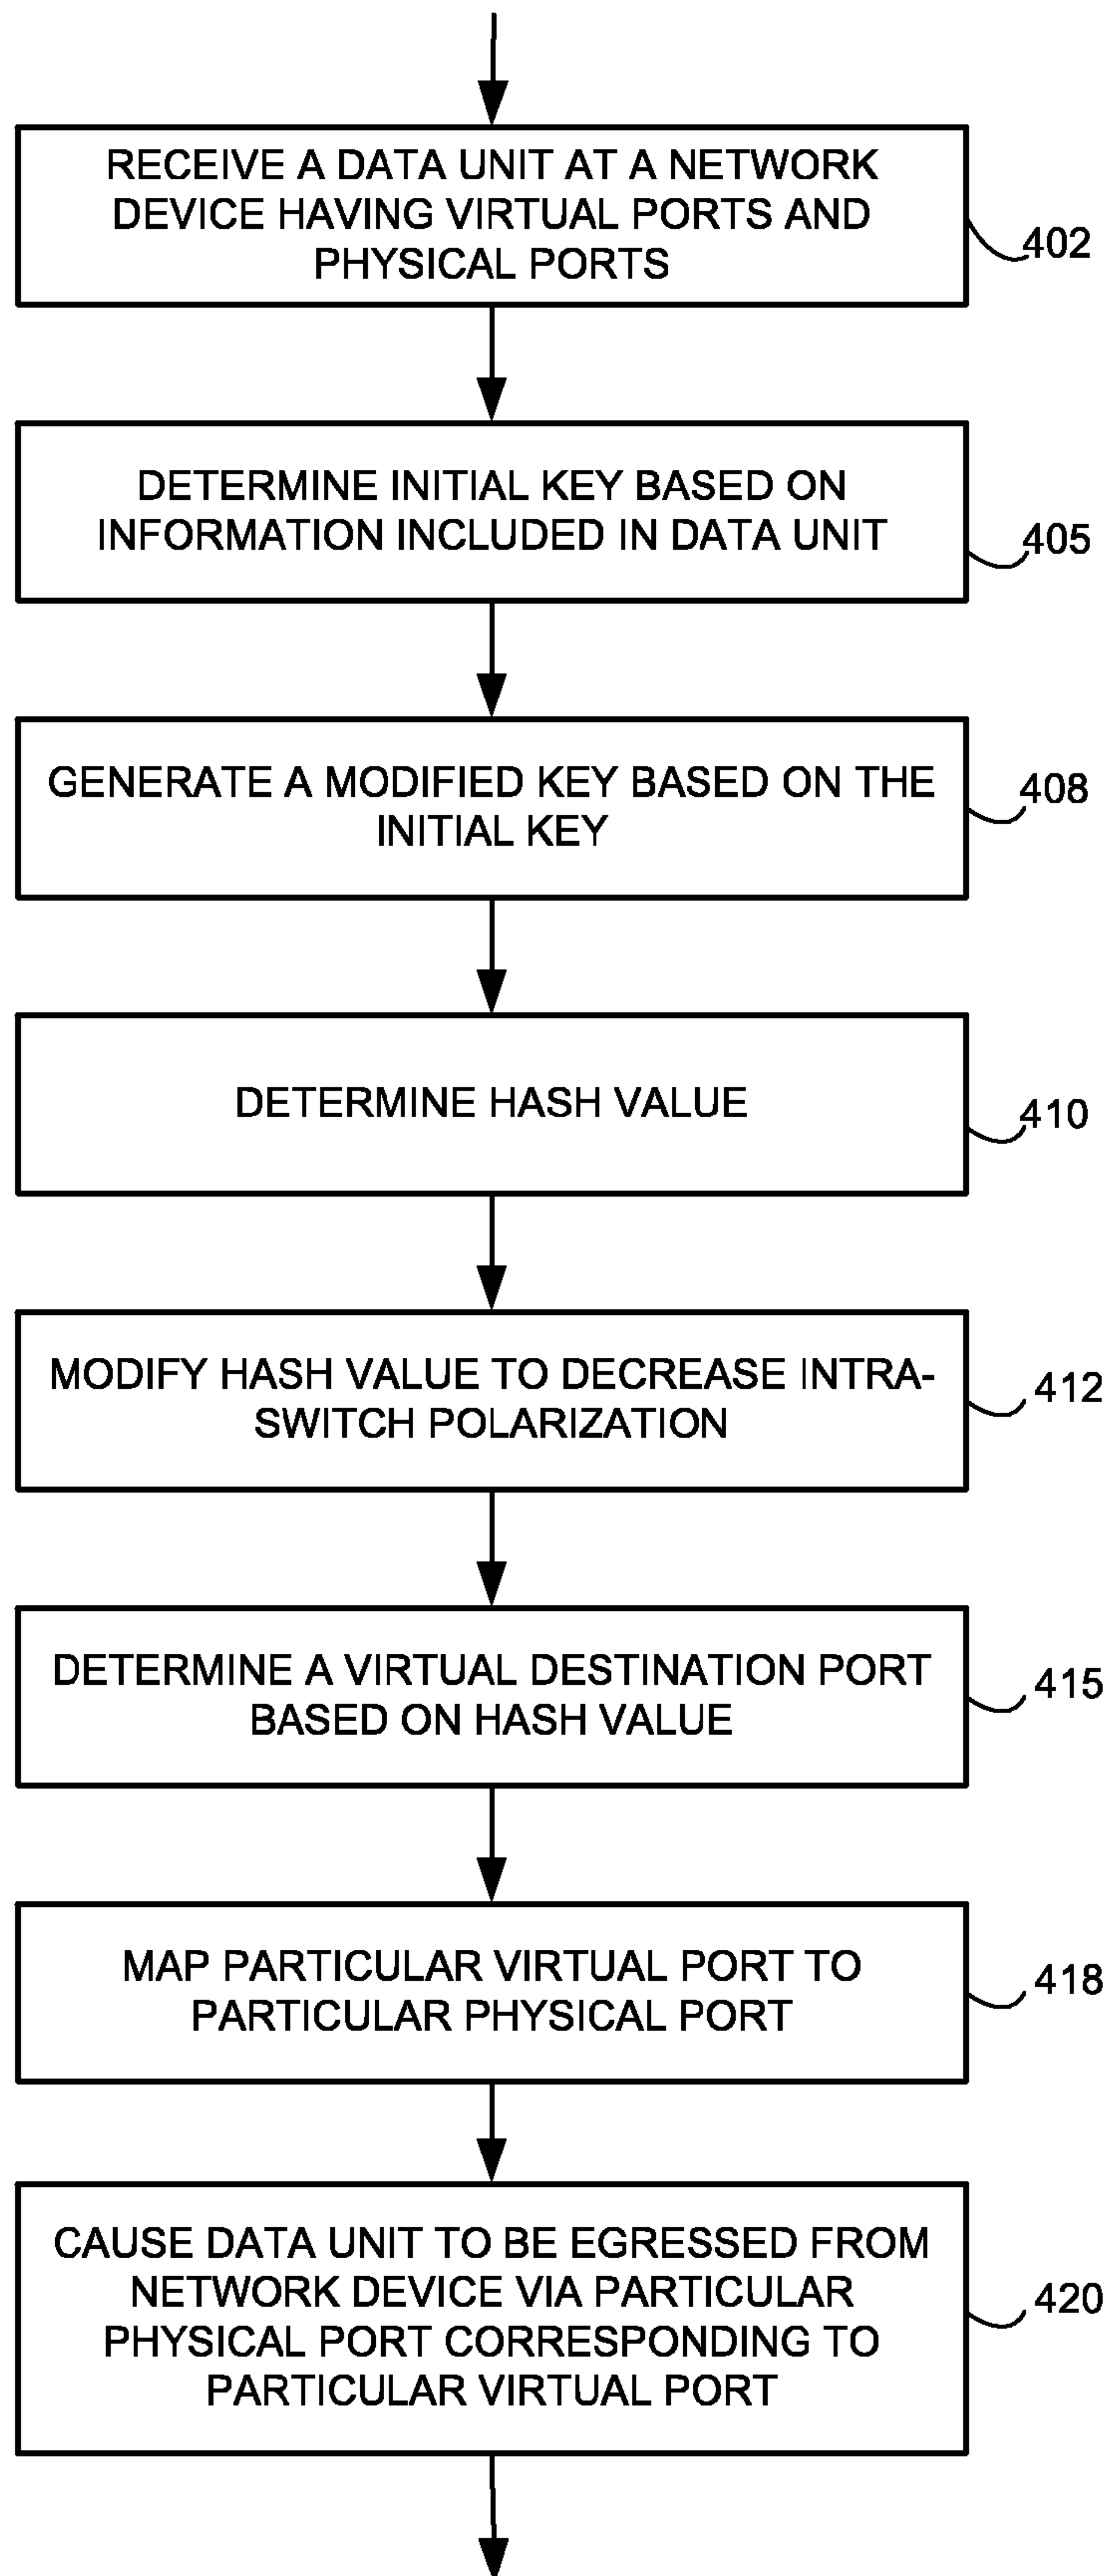 RECEIVE A DATA UNIT AT A NETWORK
DEVICE HAVING VIRTUAL PORTS AND
PHYSICAL PORTS
402
DETERMINE INITIAL KEY BASED ON
INFORMATION INCLUDED IN DATA UNIT
405
GENERATE A MODIFIED KEY BASED ON THE
INITIAL KEY
408
DETERMINE HASH VALUE
410
MODIFY HASH VALUE TO DECREASE INTRA-
SWITCH POLARIZATION
412
DETERMINE A VIRTUAL DESTINATION PORT
BASED ON HASH VALUE
415
MAP PARTICULAR VIRTUAL PORT TO
PARTICULAR PHYSICAL PORT
418
CAUSE DATA UNIT TO BE EGRESSED FROM
NETWORK DEVICE VIA PARTICULAR
PHYSICAL PORT CORRESPONDING TO
PARTICULAR VIRTUAL PORT
420